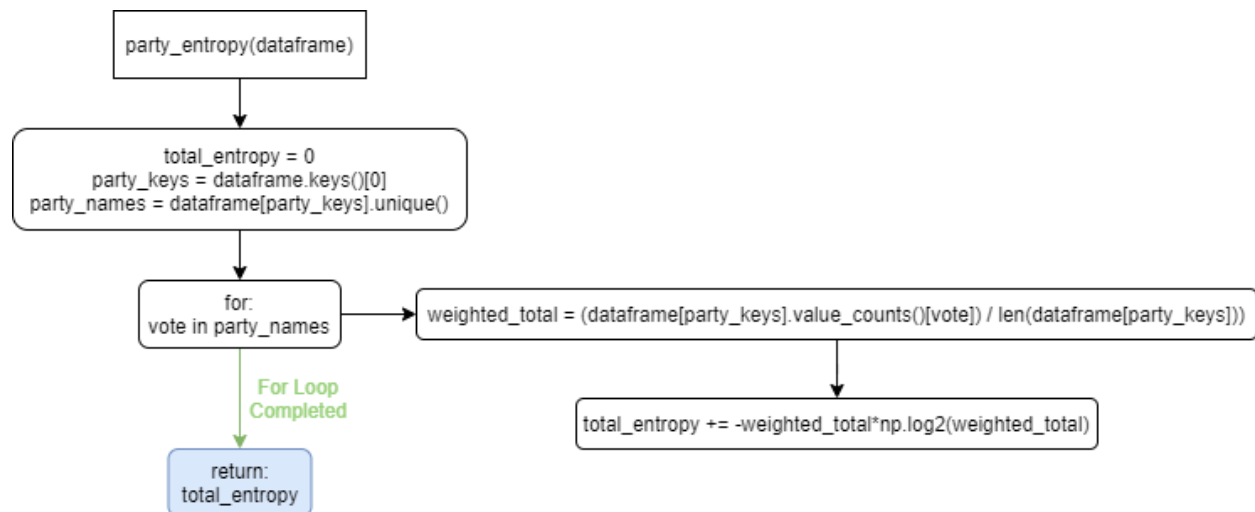 party_entropy(dataframe)
total_entropy = 0
party_keys = dataframe.keys()[0]
party_names = dataframe[party_keys].unique()
for:
vote in party_names
weighted_total = (dataframe[party_keys].value_counts()[vote]) / len(dataframe[party_keys]))
total_entropy += -weighted_total*np.log2(weighted_total)
For Loop
Completed
return:
total_entropy